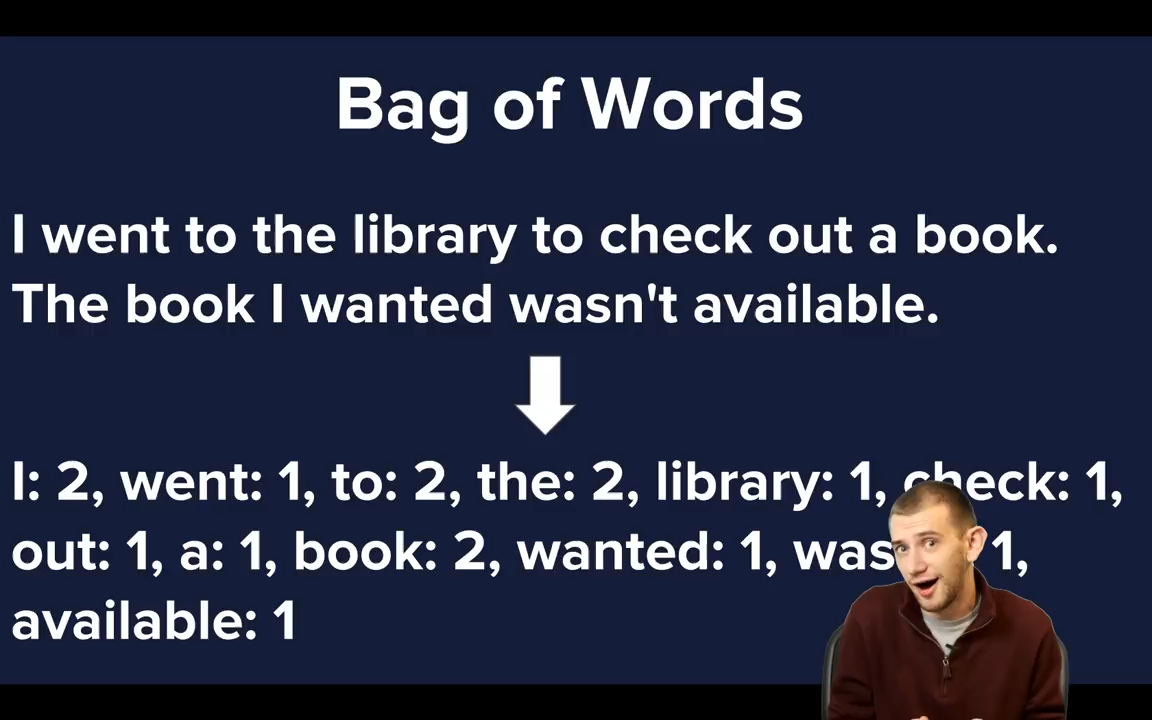 Bag of Words
I went to the library to check out a book.
The book I wanted wasn't available.
I: 2, went: 1, to: 2, the: 2, library: 1, check: 1,
out: 1, a: 1, book: 2, wanted: 1, 1,
available: 1